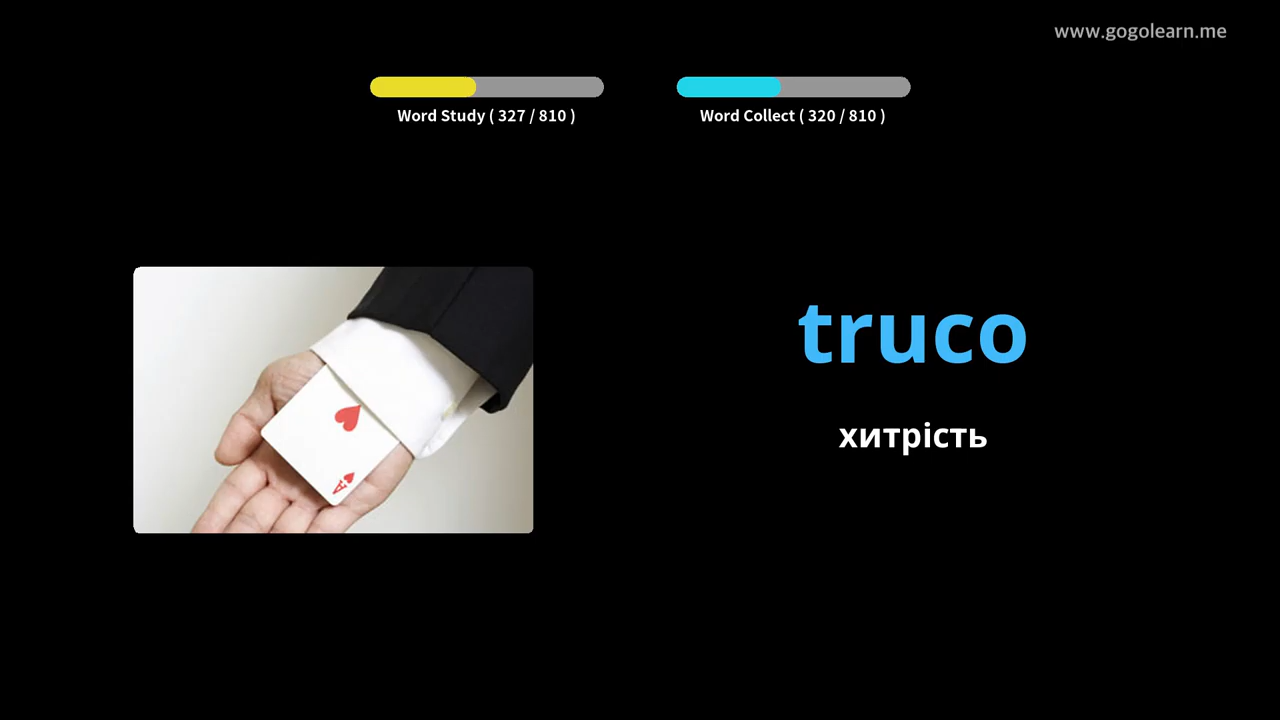 www.gogolearn.me
Word Study ( 327 / 810 )
Word Collect ( 320 / 810 )
A
truco
хитрість